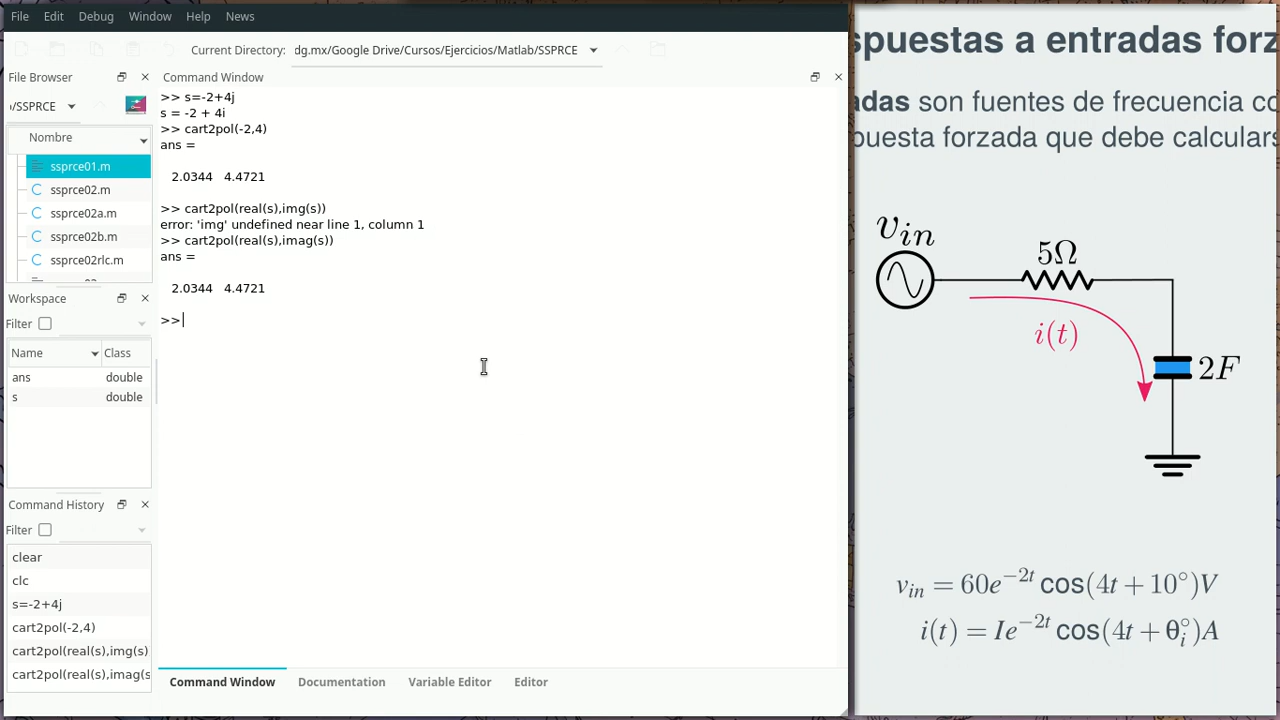 File Edit Debug Window Help News
Current Directory: dg.mx/Google Drive/Cursos/Ejercicios/Matlab/SSPRCE
File Browser
/SSPRCE
Nombre
ssprce01.m
ssprce02.m
ssprce02a.m
ssprce02b.m
ssprce02rlc.m
Workspace
Filter
Name Class
ans double
s double
Command History
Filter
clear
clc
s=-2+4j
cart2pol(-2,4)
cart2pol(real(s),img(s)
cart2pol(real(s),imag(s
Command Window
>> s=-2+4j
s = -2 + 4i
>> cart2pol(-2,4)
ans =
2.0344 4.4721
>> cart2pol(real(s),img(s))
error: 'img' undefined near line 1, column 1
>> cart2pol(real(s),imag(s))
ans =
2.0344 4.4721
>>
Command Window Documentation Variable Editor Editor
spuestas a entradas forz
adas son fuentes de frecuencia co
puesta forzada que debe calculars
v_in
5Ω
i(t)
2F
v_in = 60e^{-2t} cos(4t + 10°)V
i(t) = Ie^{-2t} cos(4t + θ_i°)A